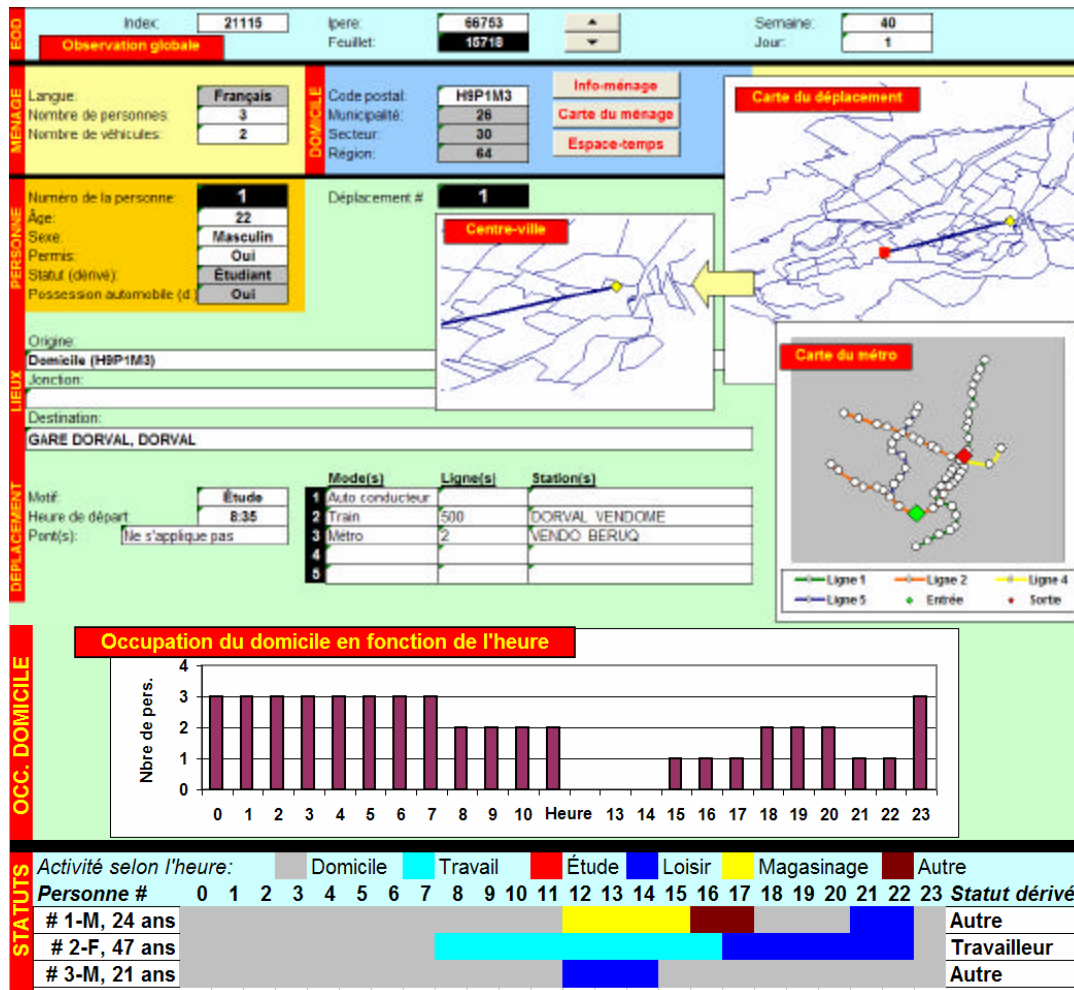 EOD
Index: 21115 Ipere: 66753 Semaine: 40
Observation globale Feuillet: 15718 Jour: 1
MÉNAGE
Langue: Français
Nombre de personnes: 3
Nombre de véhicules: 2
DOMICILE
Code postal: H9P1M3
Municipalité: 26
Secteur: 30
Région: 64
Info-ménage
Carte du ménage
Espace-temps
Carte du déplacement
PERSONNE
Numéro de la personne: 1 Déplacement # 1
Âge: 22
Sexe: Masculin
Permis: Oui
Statut (dérivé): Étudiant
Possession automobile (d.) Oui
Centre-ville
LIEUX
Origine:
Domicile (H9P1M3)
Jonction:
Destination:
GARE DORVAL, DORVAL
Carte du métro
Ligne 1 Ligne 2 Ligne 4
Ligne 5 Entrée Sortie
DÉPLACEMENT
Motif: Étude
Heure de départ: 8:35
Pont(s): Ne s'applique pas
Mode(s) Ligne(s) Station(s)
1 Auto conducteur
2 Train 500 DORVAL VENDOME
3 Métro 2 VENDO BERUQ
4
5
OCC. DOMICILE
Occupation du domicile en fonction de l'heure
Nbre de pers.
4
3
2
1
0
0 1 2 3 4 5 6 7 8 9 10 Heure 13 14 15 16 17 18 19 20 21 22 23
STATUTS
Activité selon l'heure: Domicile Travail Étude Loisir Magasinage Autre
Personne # 0 1 2 3 4 5 6 7 8 9 10 11 12 13 14 15 16 17 18 19 20 21 22 23 Statut dérivé
# 1-M, 24 ans Autre
# 2-F, 47 ans Travailleur
# 3-M, 21 ans Autre